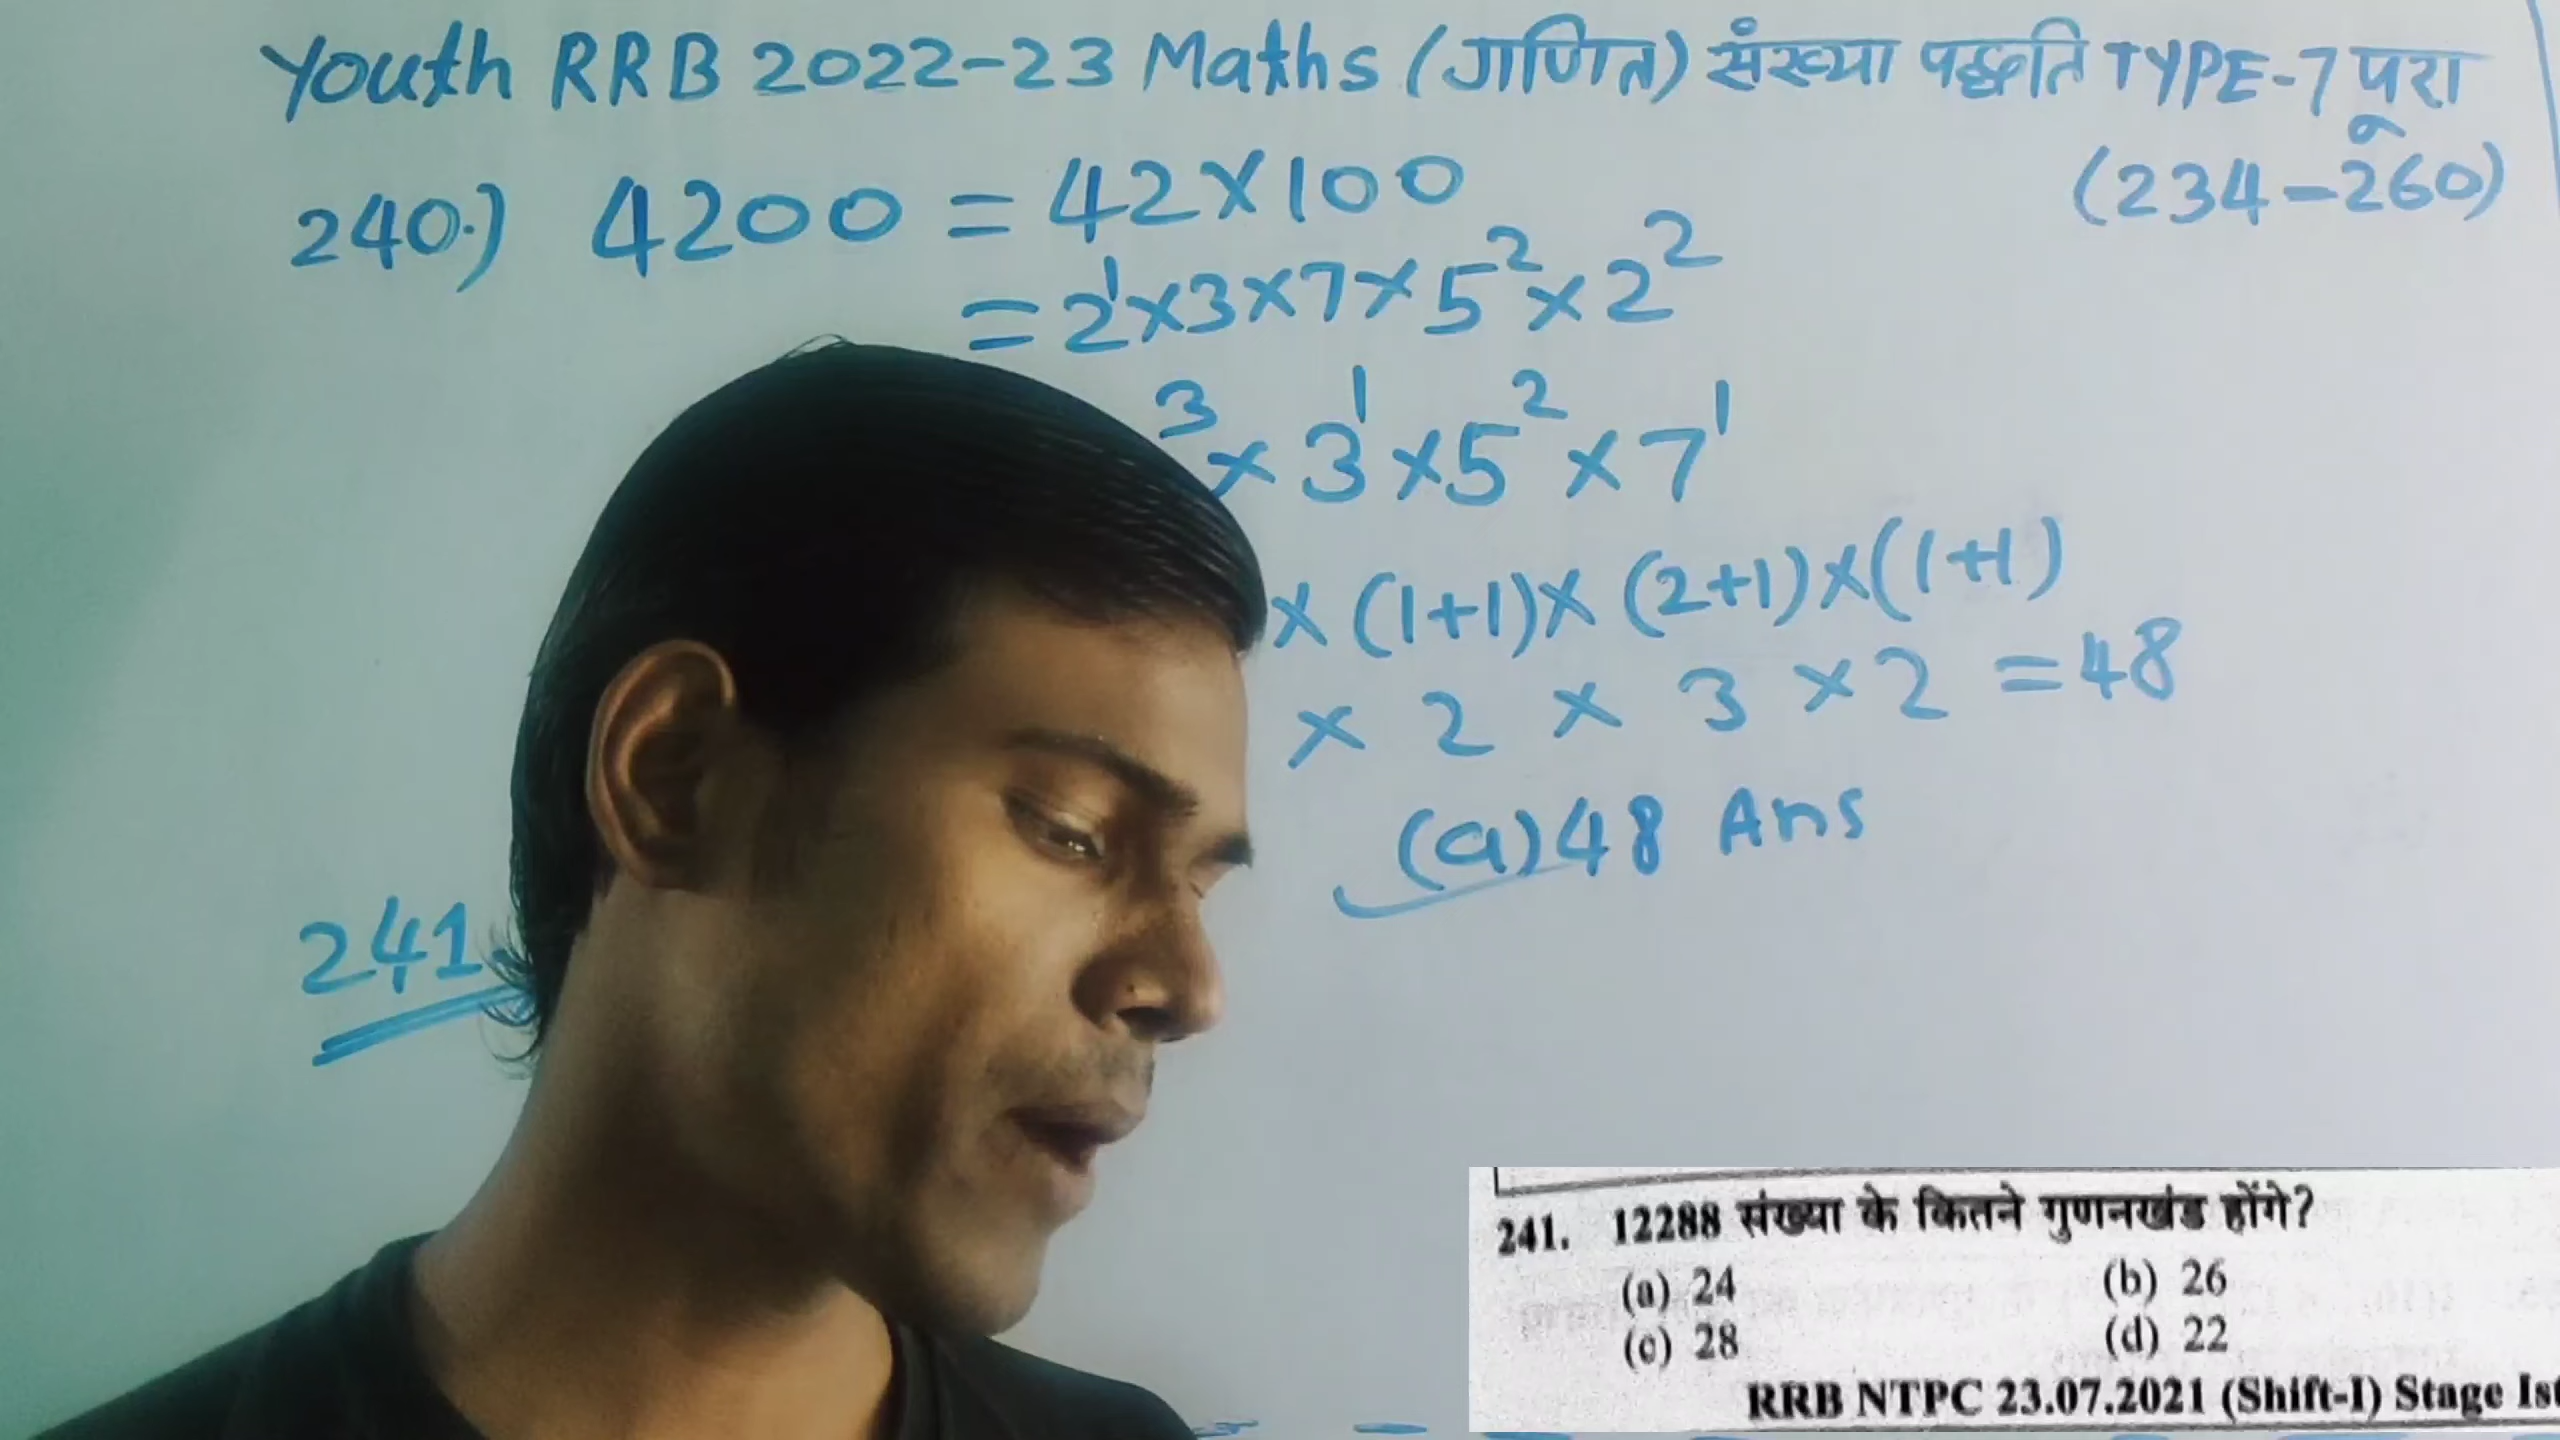 Youth RRB 2022-23 Maths (गणित) संख्या पद्धति TYPE-7 पूरा
(234-260)
240.) 4200 = 42×100
= 2¹×3×7×5²×2²
³×3¹×5²×7¹
×(1+1)×(2+1)×(1+1)
× 2 × 3 × 2 = 48
(a) 48 Ans
241.
241. 12288 संख्या के कितने गुणनखंड होंगे?
(a) 24 (b) 26
(c) 28 (d) 22
RRB NTPC 23.07.2021 (Shift-I) Stage Ist